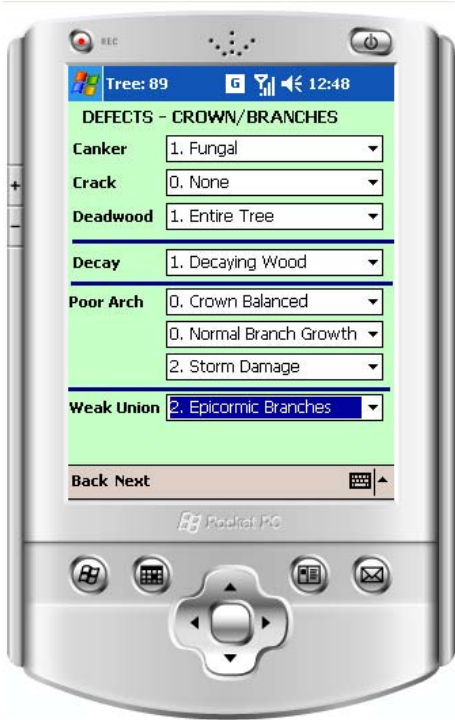 REC
Tree: 89 G 12:48
DEFECTS - CROWN/BRANCHES
Canker 1. Fungal
Crack 0. None
Deadwood 1. Entire Tree
Decay 1. Decaying Wood
Poor Arch 0. Crown Balanced
0. Normal Branch Growth
2. Storm Damage
Weak Union 2. Epicormic Branches
Back Next
Pocket PC